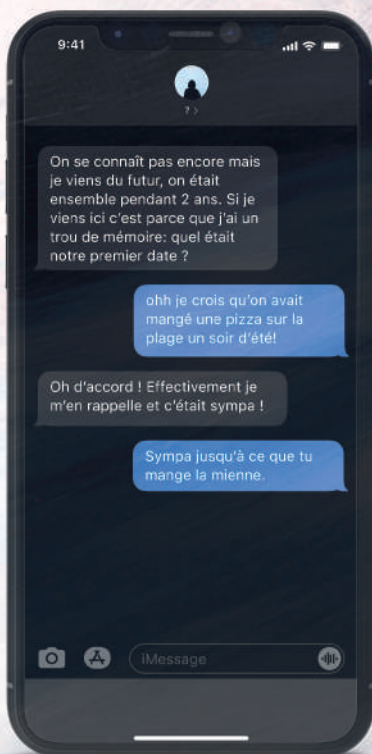 9:41
? >
On se connaît pas encore mais
je viens du futur, on était
ensemble pendant 2 ans. Si je
viens ici c'est parce que j'ai un
trou de mémoire: quel était
notre premier date ?
ohh je crois qu'on avait
mangé une pizza sur la
plage un soir d'été!
Oh d'accord ! Effectivement je
m'en rappelle et c'était sympa !
Sympa jusqu'à ce que tu
mange la mienne.
iMessage